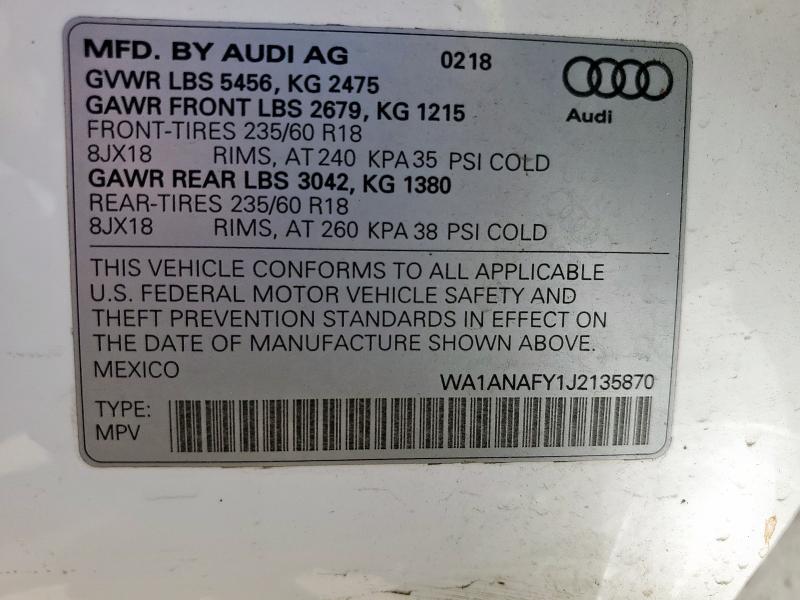 MFD. BY AUDI AG 0218
GVWR LBS 5456, KG 2475
GAWR FRONT LBS 2679, KG 1215
Audi
FRONT-TIRES 235/60 R18
8JX18 RIMS, AT 240 KPA 35 PSI COLD
GAWR REAR LBS 3042, KG 1380
REAR-TIRES 235/60 R18
8JX18 RIMS, AT 260 KPA 38 PSI COLD
THIS VEHICLE CONFORMS TO ALL APPLICABLE
U.S. FEDERAL MOTOR VEHICLE SAFETY AND
THEFT PREVENTION STANDARDS IN EFFECT ON
THE DATE OF MANUFACTURE SHOWN ABOVE.
MEXICO
WA1ANAFY1J2135870
TYPE:
MPV